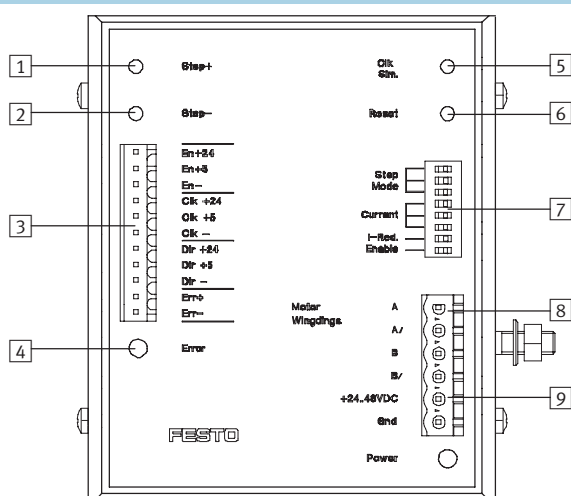 1 Step+ Clk Sim. 5
2 Step- Reset 6
En+24
En+5
En-
Clk +24
Clk +5
Clk -
Dir +24
Dir +5
Dir -
Err+
Err-
3
4 Error
Step Mode
Current
I-Red.
Enable
7
Motor Wingdings
A 8
A/
B
B/
+24..48VDC 9
Gnd
FESTO
Power